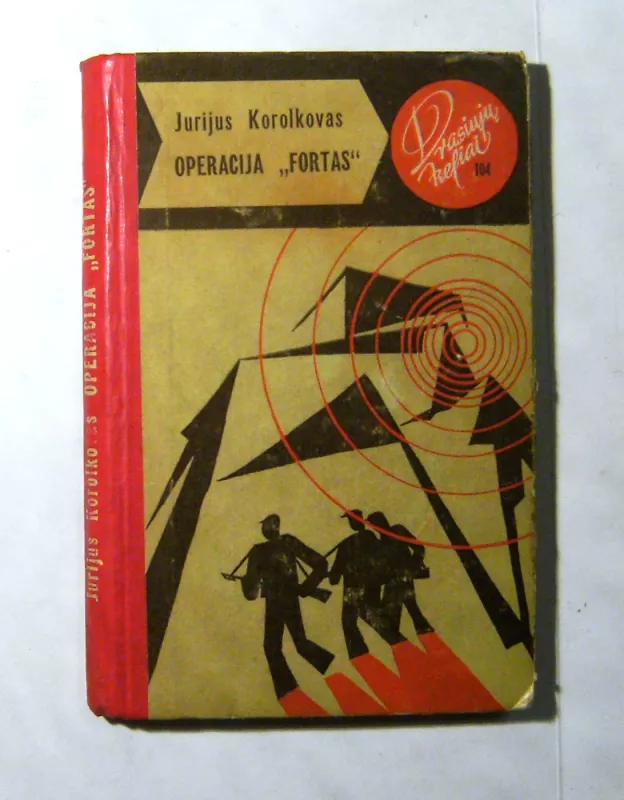 Jurijus Korolkovas
OPERACIJA „FORTAS“
Drąsiųjų
keliai
104
Jurijus Korolkovas OPERACIJA „FORTAS“